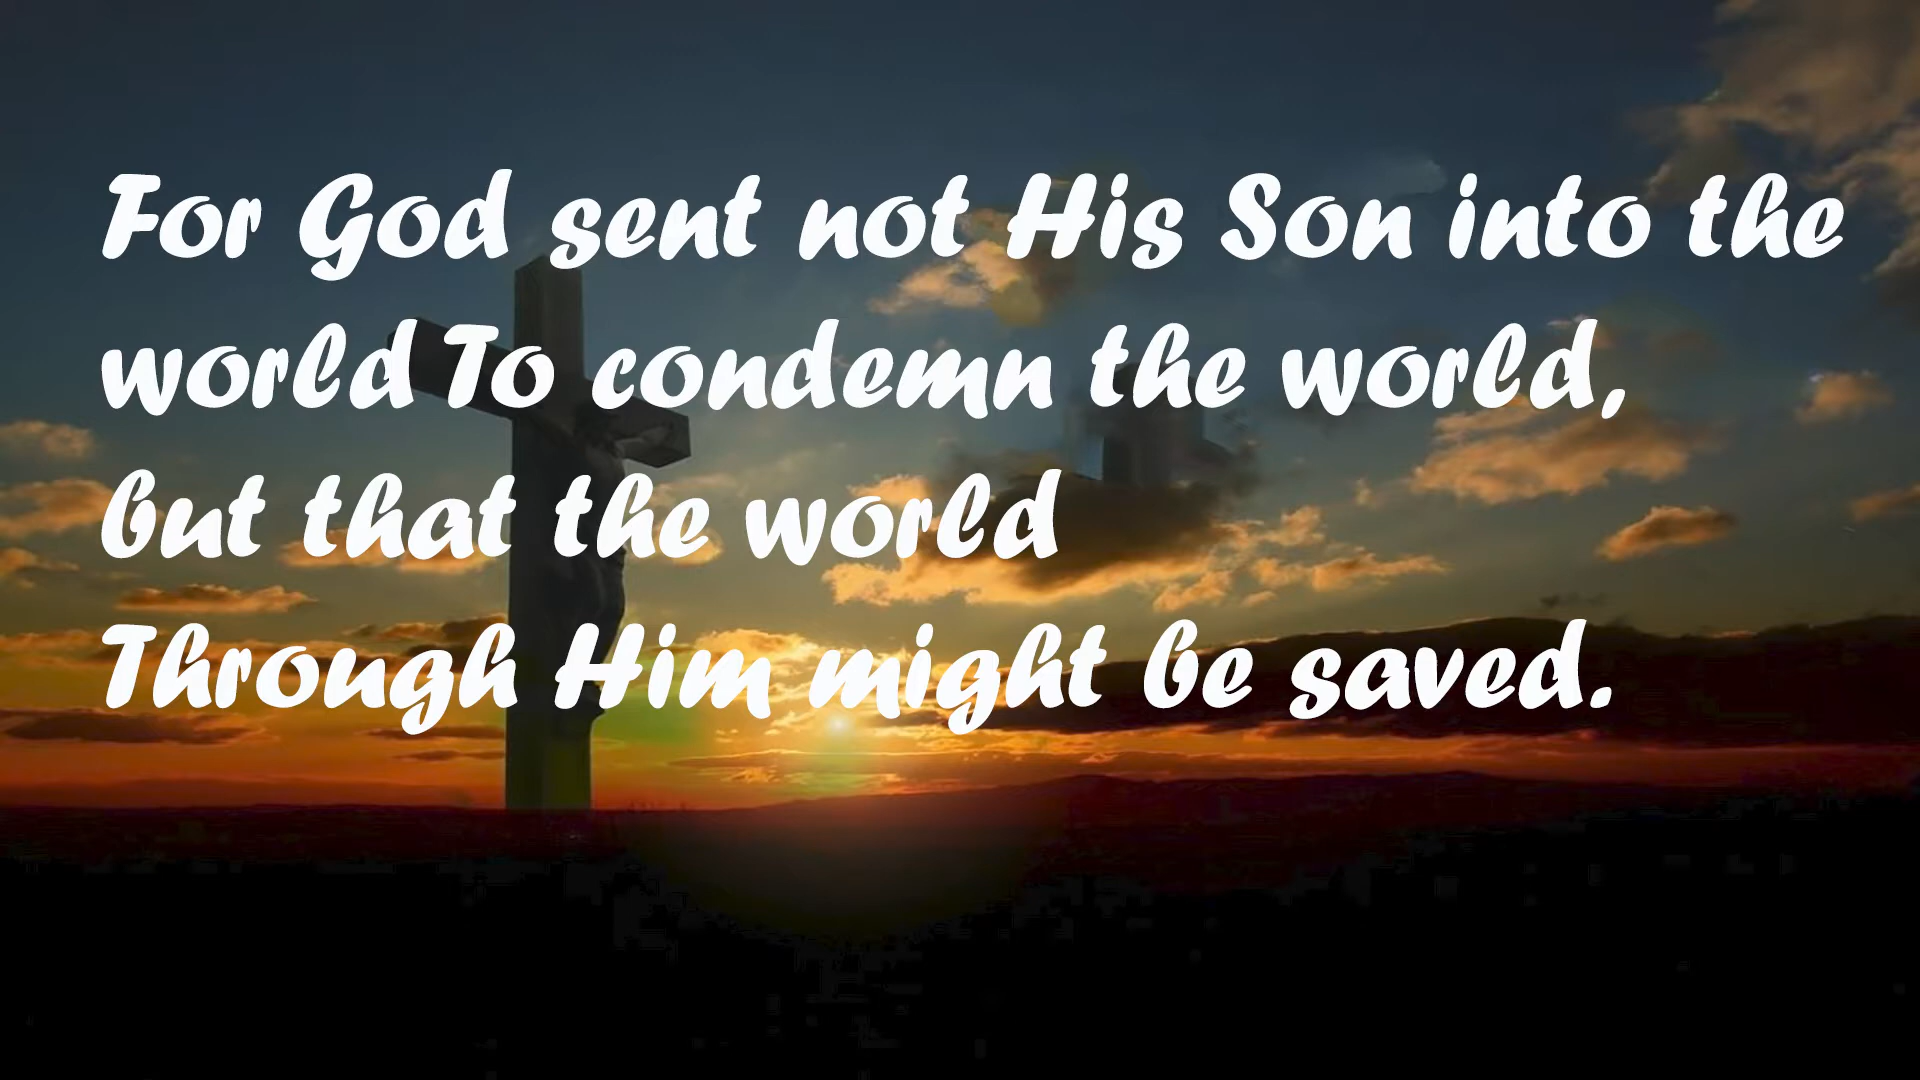 For God sent not His Son into the
world To condemn the world,
but that the world
Through Him might be saved.